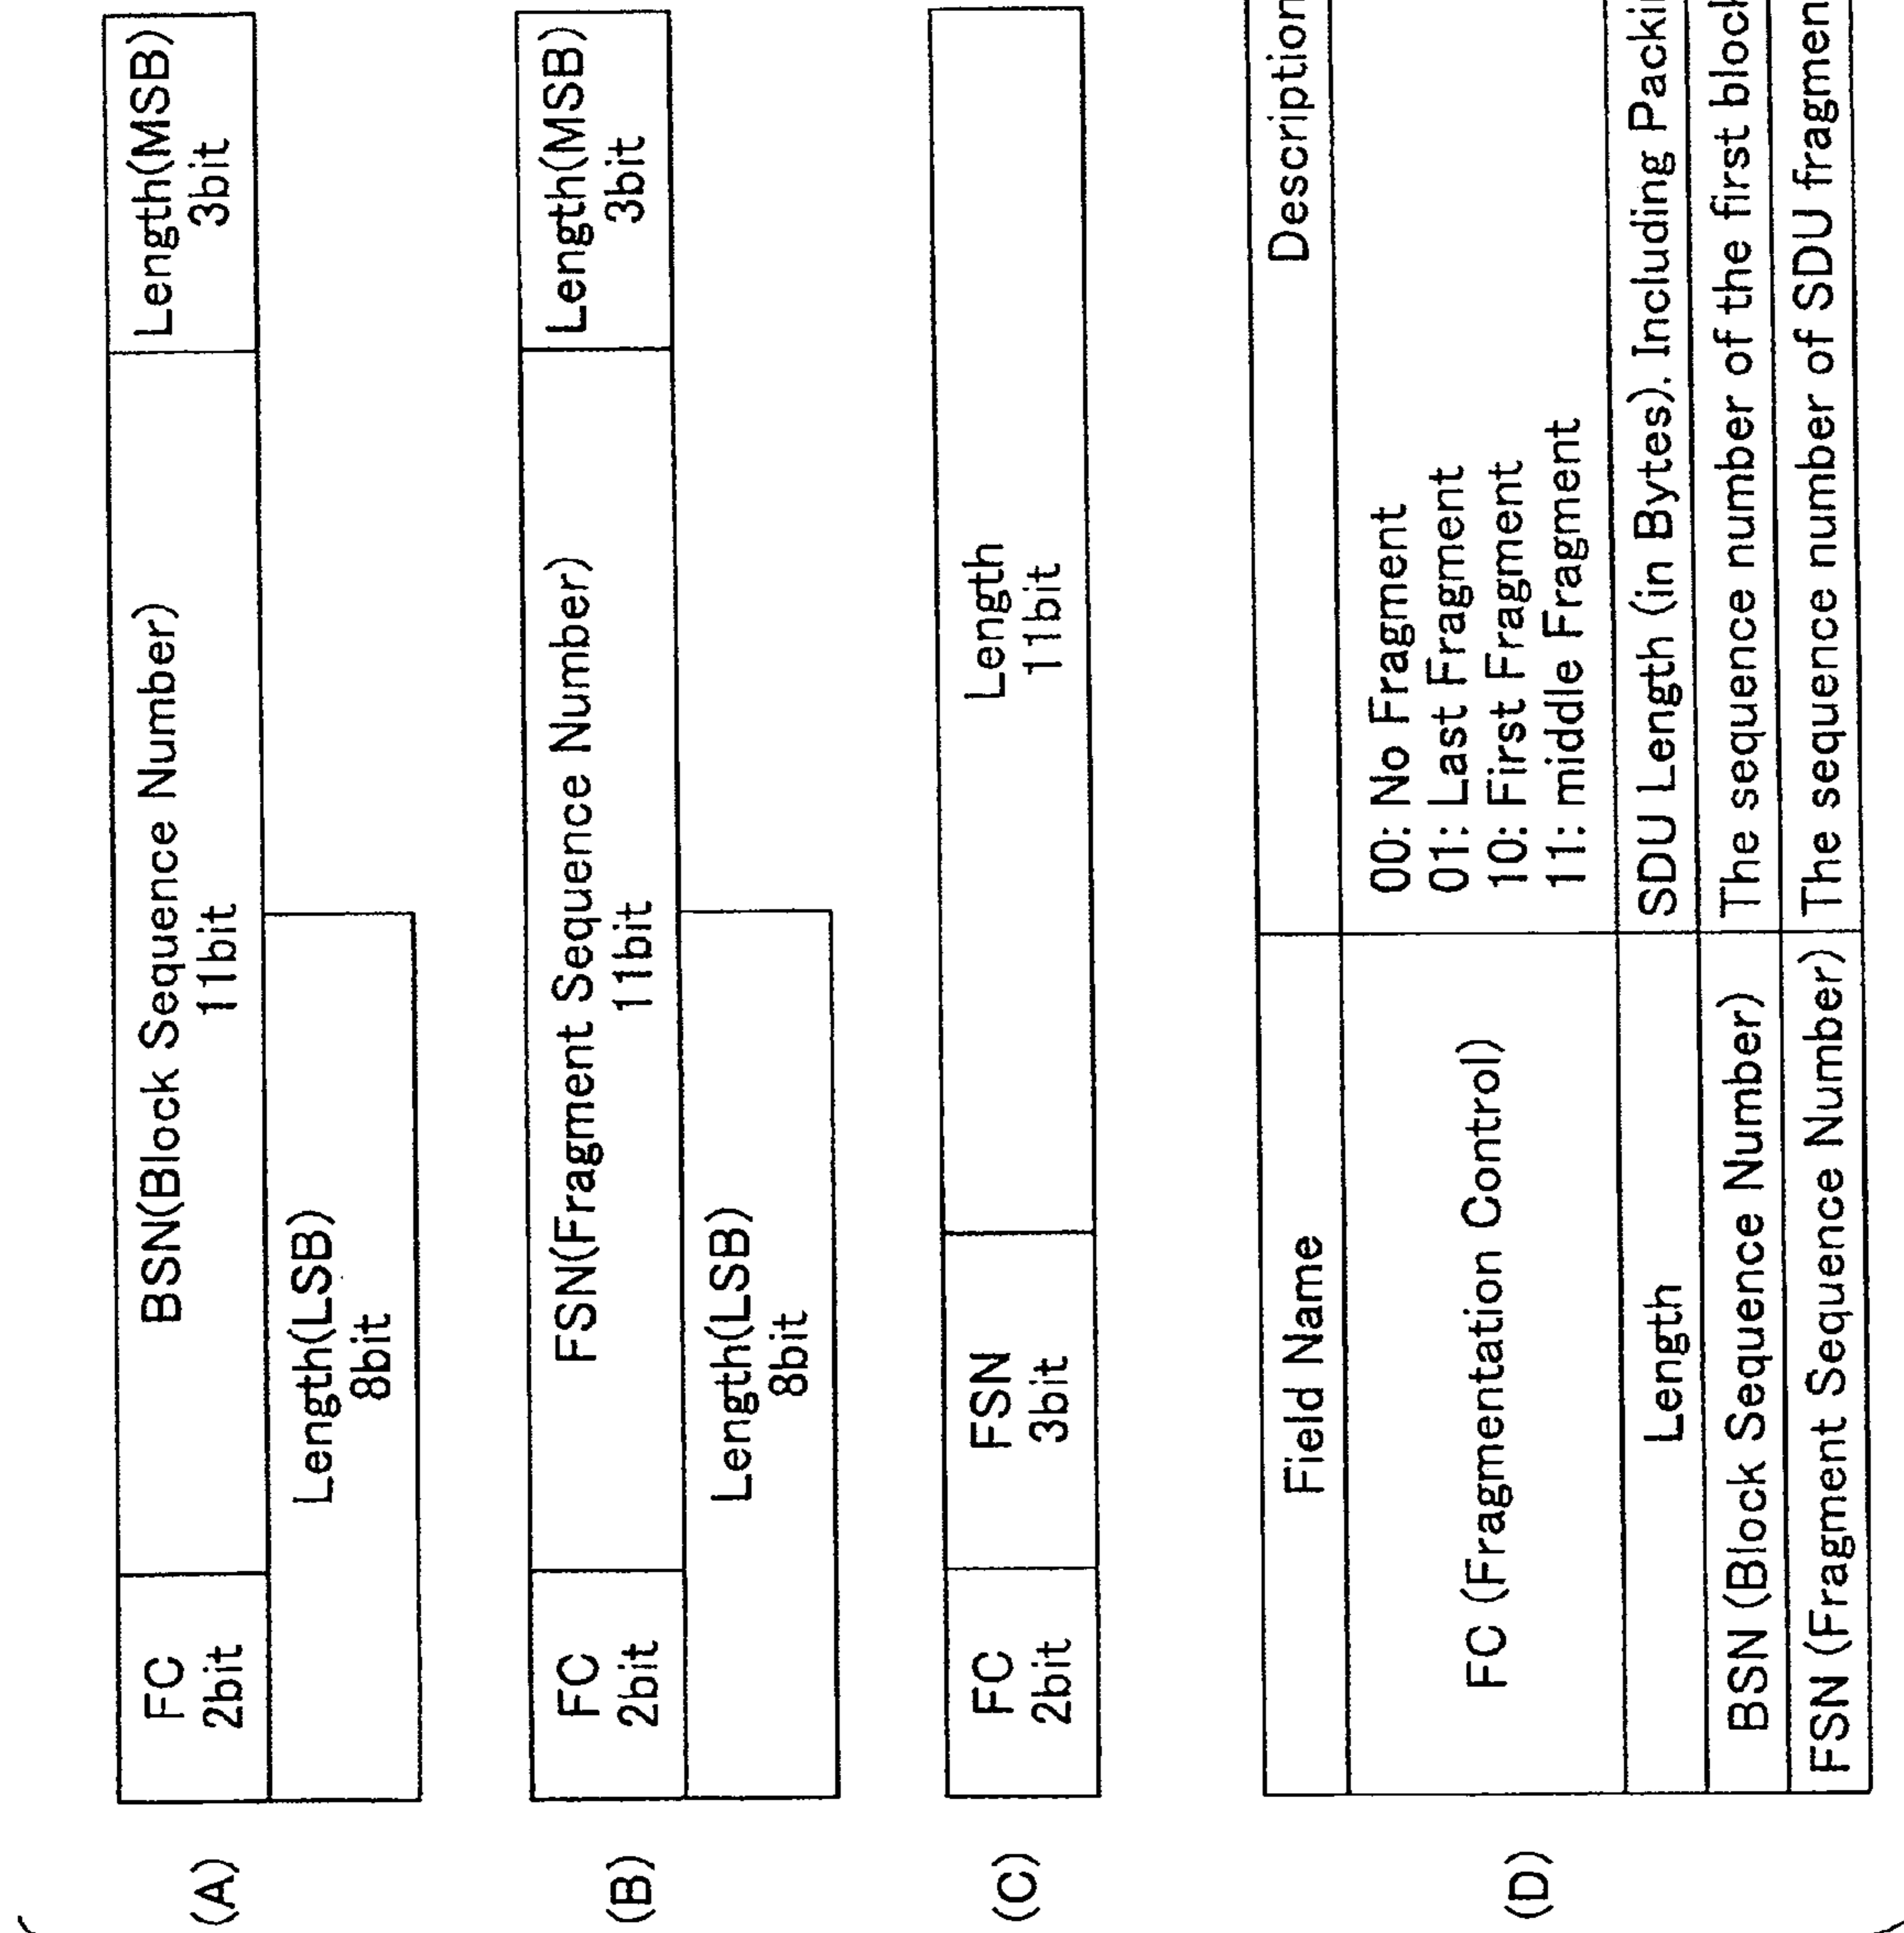 (A)
FC
2bit
BSN(Block Sequence Number)
11bit
Length(MSB)
3bit
Length(LSB)
8bit
(B)
FC
2bit
FSN(Fragment Sequence Number)
11bit
Length(MSB)
3bit
Length(LSB)
8bit
(C)
FC
2bit
FSN
3bit
Length
11bit
(D)
Field Name
Description
FC (Fragmentation Control)
00: No Fragment
01: Last Fragment
10: First Fragment
11: middle Fragment
Length
SDU Length (in Bytes). Including Packi
BSN (Block Sequence Number)
The sequence number of the first block
FSN (Fragment Sequence Number)
The sequence number of SDU fragmen